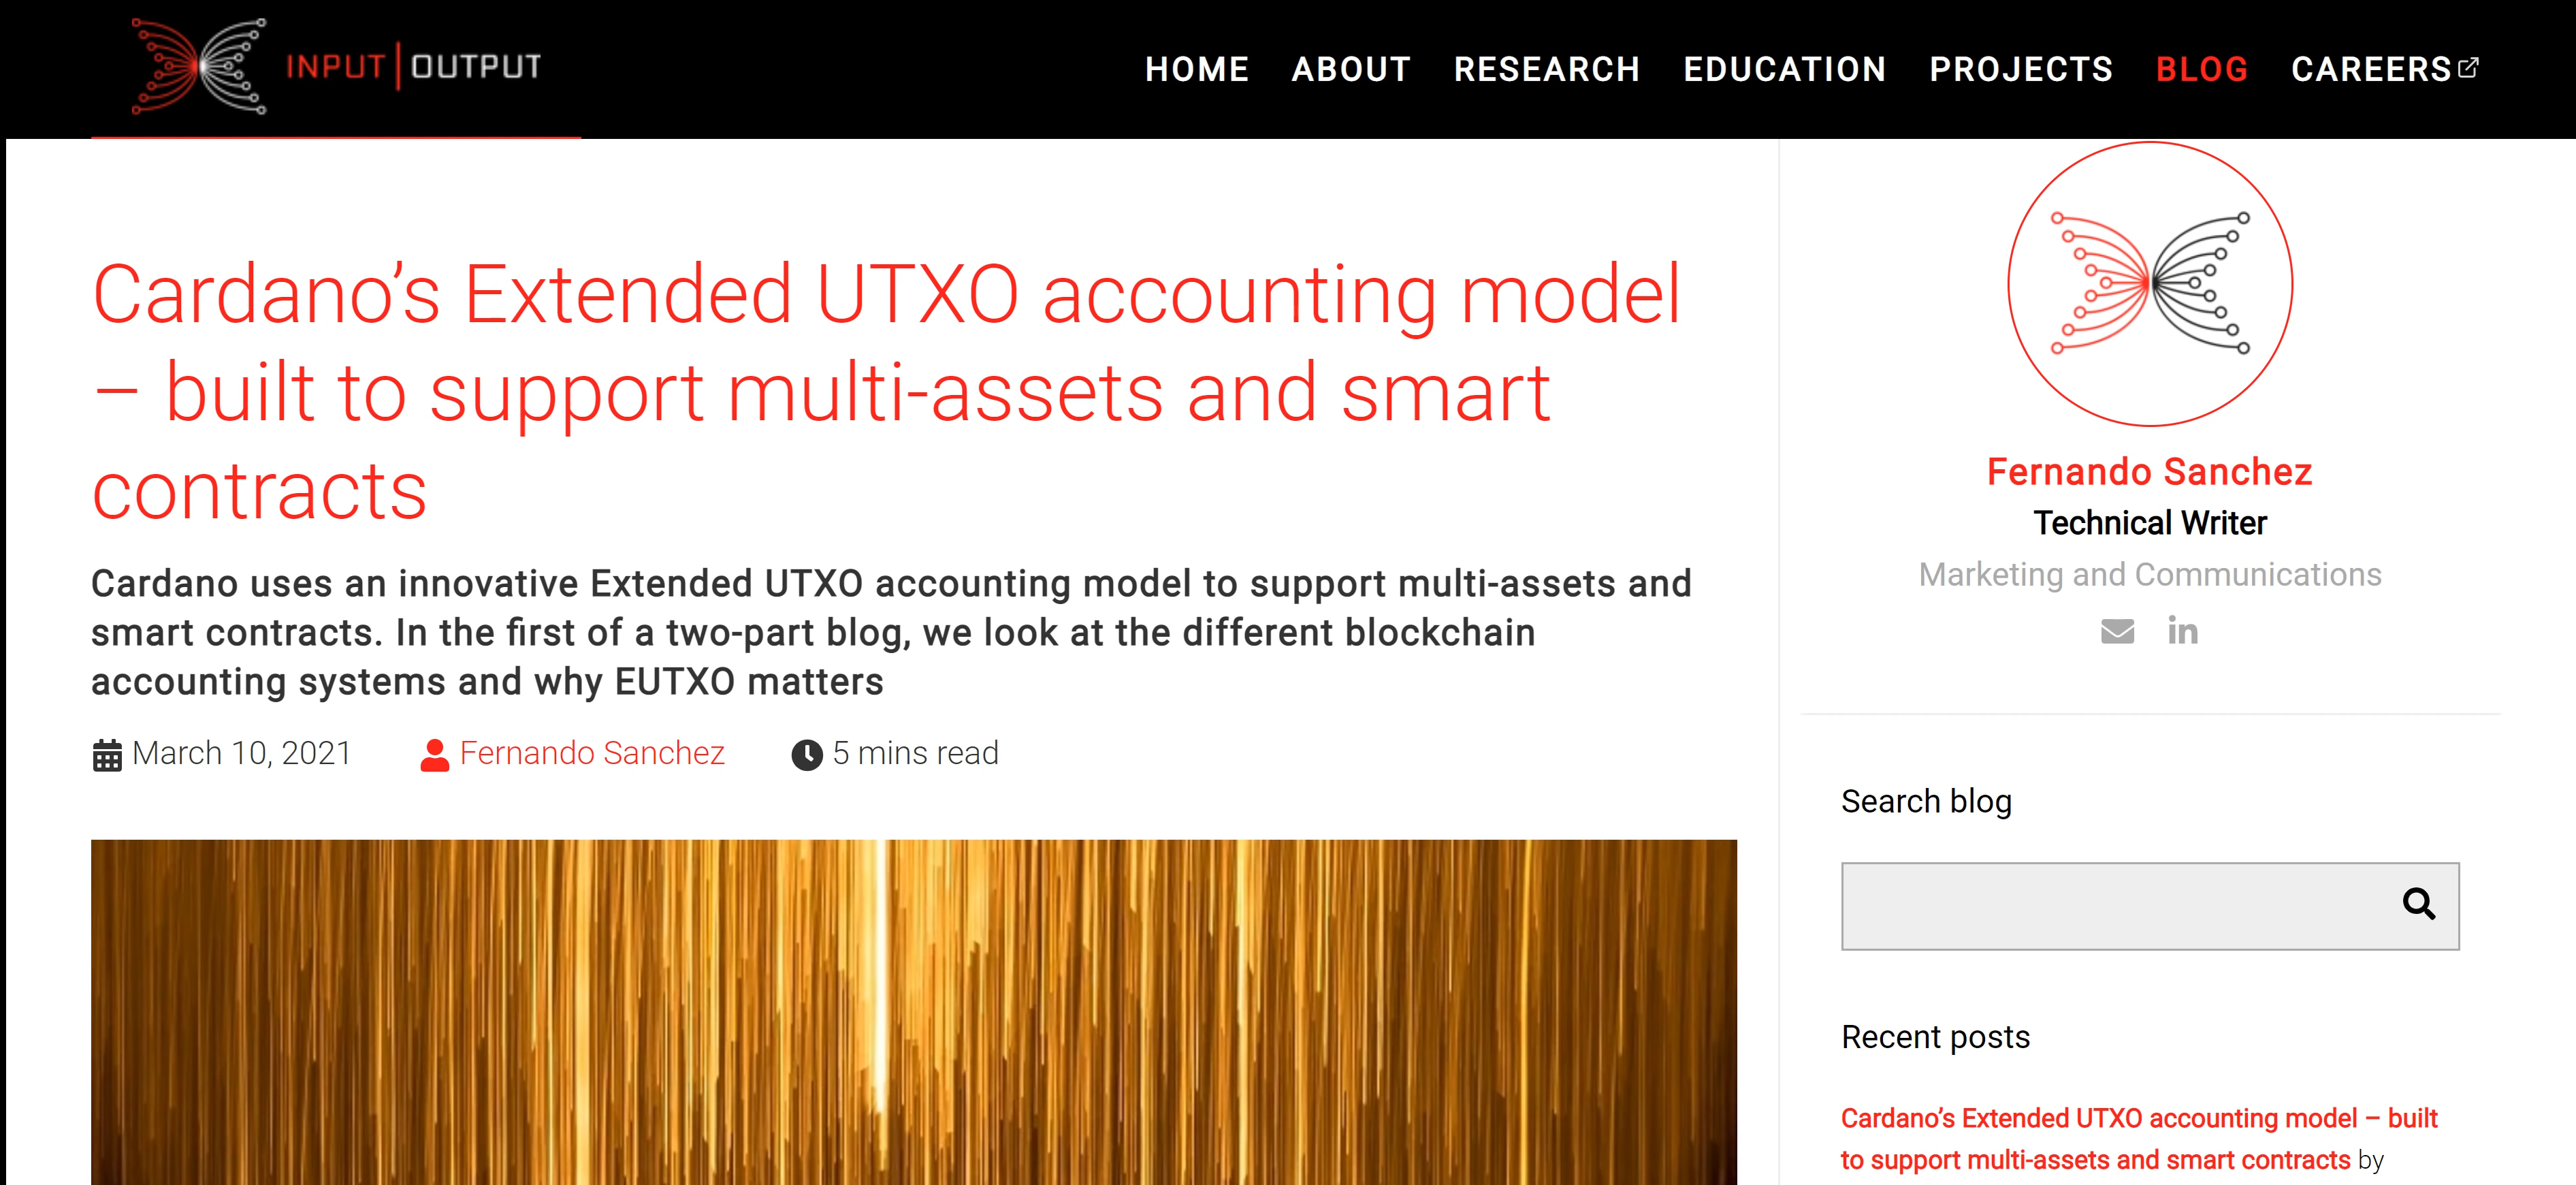 INPUT | OUTPUT
HOME ABOUT RESEARCH EDUCATION PROJECTS BLOG CAREERS
Cardano’s Extended UTXO accounting model
– built to support multi-assets and smart
contracts
Cardano uses an innovative Extended UTXO accounting model to support multi-assets and
smart contracts. In the first of a two-part blog, we look at the different blockchain
accounting systems and why EUTXO matters
March 10, 2021 Fernando Sanchez 5 mins read
Fernando Sanchez
Technical Writer
Marketing and Communications
in
Search blog
Recent posts
Cardano’s Extended UTXO accounting model – built
to support multi-assets and smart contracts by